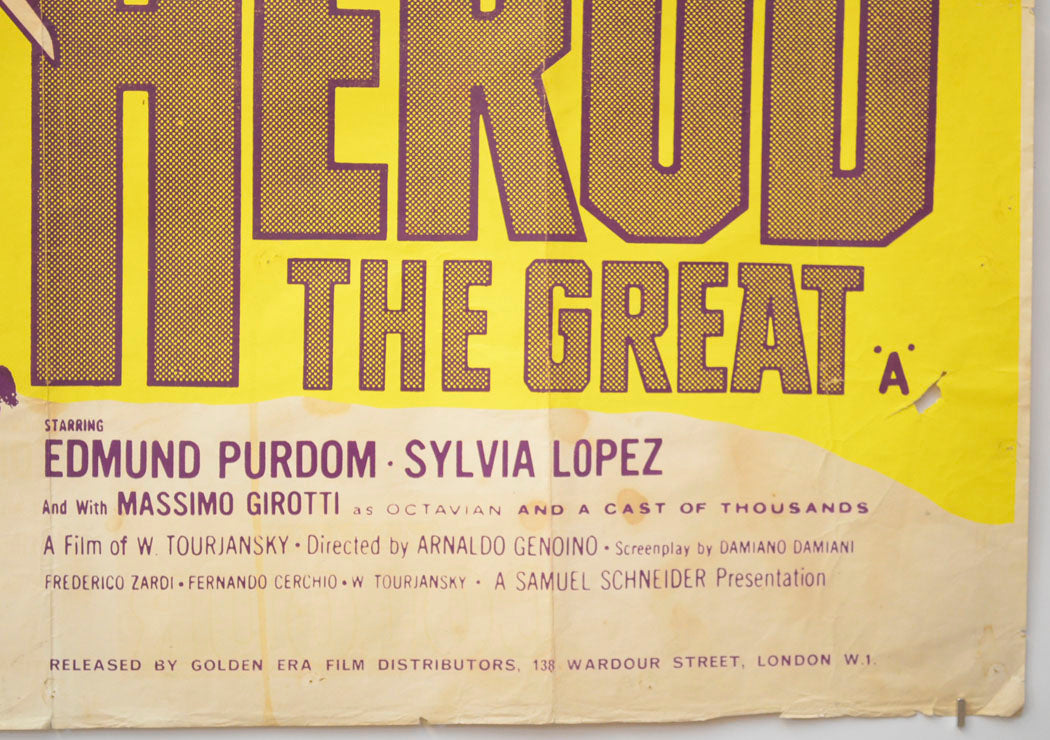 HEROD
THE GREAT
"A"
STARRING
EDMUND PURDOM · SYLVIA LOPEZ
And With MASSIMO GIROTTI as OCTAVIAN AND A CAST OF THOUSANDS
A Film of W. TOURJANSKY · Directed by ARNALDO GENOINO · Screenplay by DAMIANO DAMIANI
FREDERICO ZARDI · FERNANDO CERCHIO · W TOURJANSKY · A SAMUEL SCHNEIDER Presentation
RELEASED BY GOLDEN ERA FILM DISTRIBUTORS, 138 WARDOUR STREET, LONDON W.1.